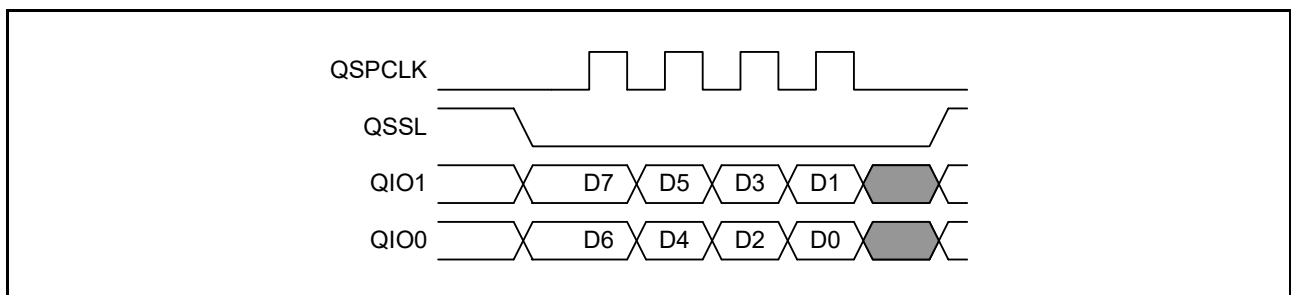 QSPCLK
QSSL
QIO1 D7 D5 D3 D1
QIO0 D6 D4 D2 D0